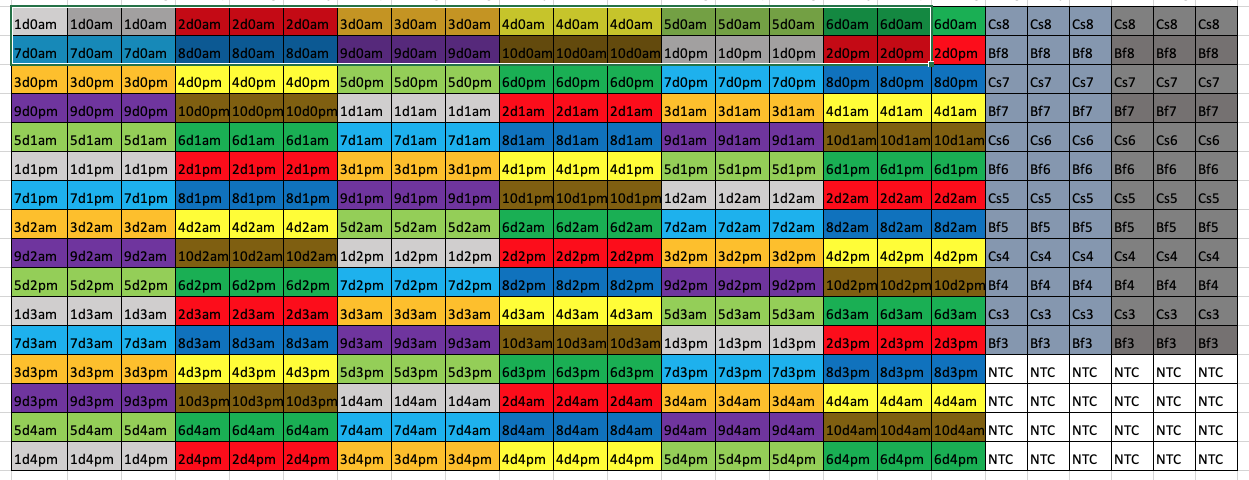 1d0am 1d0am 1d0am 2d0am 2d0am 2d0am 3d0am 3d0am 3d0am 4d0am 4d0am 4d0am 5d0am 5d0am 5d0am 6d0am 6d0am 6d0am Cs8 Cs8 Cs8 Cs8 Cs8 Cs8
7d0am 7d0am 7d0am 8d0am 8d0am 8d0am 9d0am 9d0am 9d0am 10d0am 10d0am 10d0am 1d0pm 1d0pm 1d0pm 2d0pm 2d0pm 2d0pm Bf8 Bf8 Bf8 Bf8 Bf8 Bf8
3d0pm 3d0pm 3d0pm 4d0pm 4d0pm 4d0pm 5d0pm 5d0pm 5d0pm 6d0pm 6d0pm 6d0pm 7d0pm 7d0pm 7d0pm 8d0pm 8d0pm 8d0pm Cs7 Cs7 Cs7 Cs7 Cs7 Cs7
9d0pm 9d0pm 9d0pm 10d0pm 10d0pm 10d0pm 1d1am 1d1am 1d1am 2d1am 2d1am 2d1am 3d1am 3d1am 3d1am 4d1am 4d1am 4d1am Bf7 Bf7 Bf7 Bf7 Bf7 Bf7
5d1am 5d1am 5d1am 6d1am 6d1am 6d1am 7d1am 7d1am 7d1am 8d1am 8d1am 8d1am 9d1am 9d1am 9d1am 10d1am 10d1am 10d1am Cs6 Cs6 Cs6 Cs6 Cs6 Cs6
1d1pm 1d1pm 1d1pm 2d1pm 2d1pm 2d1pm 3d1pm 3d1pm 3d1pm 4d1pm 4d1pm 4d1pm 5d1pm 5d1pm 5d1pm 6d1pm 6d1pm 6d1pm Bf6 Bf6 Bf6 Bf6 Bf6 Bf6
7d1pm 7d1pm 7d1pm 8d1pm 8d1pm 8d1pm 9d1pm 9d1pm 9d1pm 10d1pm 10d1pm 10d1pm 1d2am 1d2am 1d2am 2d2am 2d2am 2d2am Cs5 Cs5 Cs5 Cs5 Cs5 Cs5
3d2am 3d2am 3d2am 4d2am 4d2am 4d2am 5d2am 5d2am 5d2am 6d2am 6d2am 6d2am 7d2am 7d2am 7d2am 8d2am 8d2am 8d2am Bf5 Bf5 Bf5 Bf5 Bf5 Bf5
9d2am 9d2am 9d2am 10d2am 10d2am 10d2am 1d2pm 1d2pm 1d2pm 2d2pm 2d2pm 2d2pm 3d2pm 3d2pm 3d2pm 4d2pm 4d2pm 4d2pm Cs4 Cs4 Cs4 Cs4 Cs4 Cs4
5d2pm 5d2pm 5d2pm 6d2pm 6d2pm 6d2pm 7d2pm 7d2pm 7d2pm 8d2pm 8d2pm 8d2pm 9d2pm 9d2pm 9d2pm 10d2pm 10d2pm 10d2pm Bf4 Bf4 Bf4 Bf4 Bf4 Bf4
1d3am 1d3am 1d3am 2d3am 2d3am 2d3am 3d3am 3d3am 3d3am 4d3am 4d3am 4d3am 5d3am 5d3am 5d3am 6d3am 6d3am 6d3am Cs3 Cs3 Cs3 Cs3 Cs3 Cs3
7d3am 7d3am 7d3am 8d3am 8d3am 8d3am 9d3am 9d3am 9d3am 10d3am 10d3am 10d3am 1d3pm 1d3pm 1d3pm 2d3pm 2d3pm 2d3pm Bf3 Bf3 Bf3 Bf3 Bf3 Bf3
3d3pm 3d3pm 3d3pm 4d3pm 4d3pm 4d3pm 5d3pm 5d3pm 5d3pm 6d3pm 6d3pm 6d3pm 7d3pm 7d3pm 7d3pm 8d3pm 8d3pm 8d3pm NTC NTC NTC NTC NTC NTC
9d3pm 9d3pm 9d3pm 10d3pm 10d3pm 10d3pm 1d4am 1d4am 1d4am 2d4am 2d4am 2d4am 3d4am 3d4am 3d4am 4d4am 4d4am 4d4am NTC NTC NTC NTC NTC NTC
5d4am 5d4am 5d4am 6d4am 6d4am 6d4am 7d4am 7d4am 7d4am 8d4am 8d4am 8d4am 9d4am 9d4am 9d4am 10d4am 10d4am 10d4am NTC NTC NTC NTC NTC NTC
1d4pm 1d4pm 1d4pm 2d4pm 2d4pm 2d4pm 3d4pm 3d4pm 3d4pm 4d4pm 4d4pm 4d4pm 5d4pm 5d4pm 5d4pm 6d4pm 6d4pm 6d4pm NTC NTC NTC NTC NTC NTC